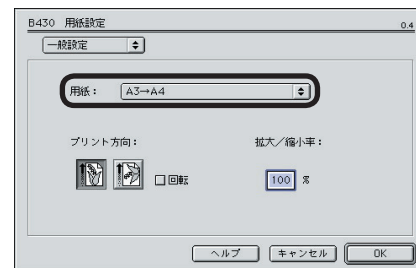 B430 用紙設定 0.4
一般設定
用紙： A3→A4
プリント方向： 拡大／縮小率：
回転 100 %
ヘルプ キャンセル OK